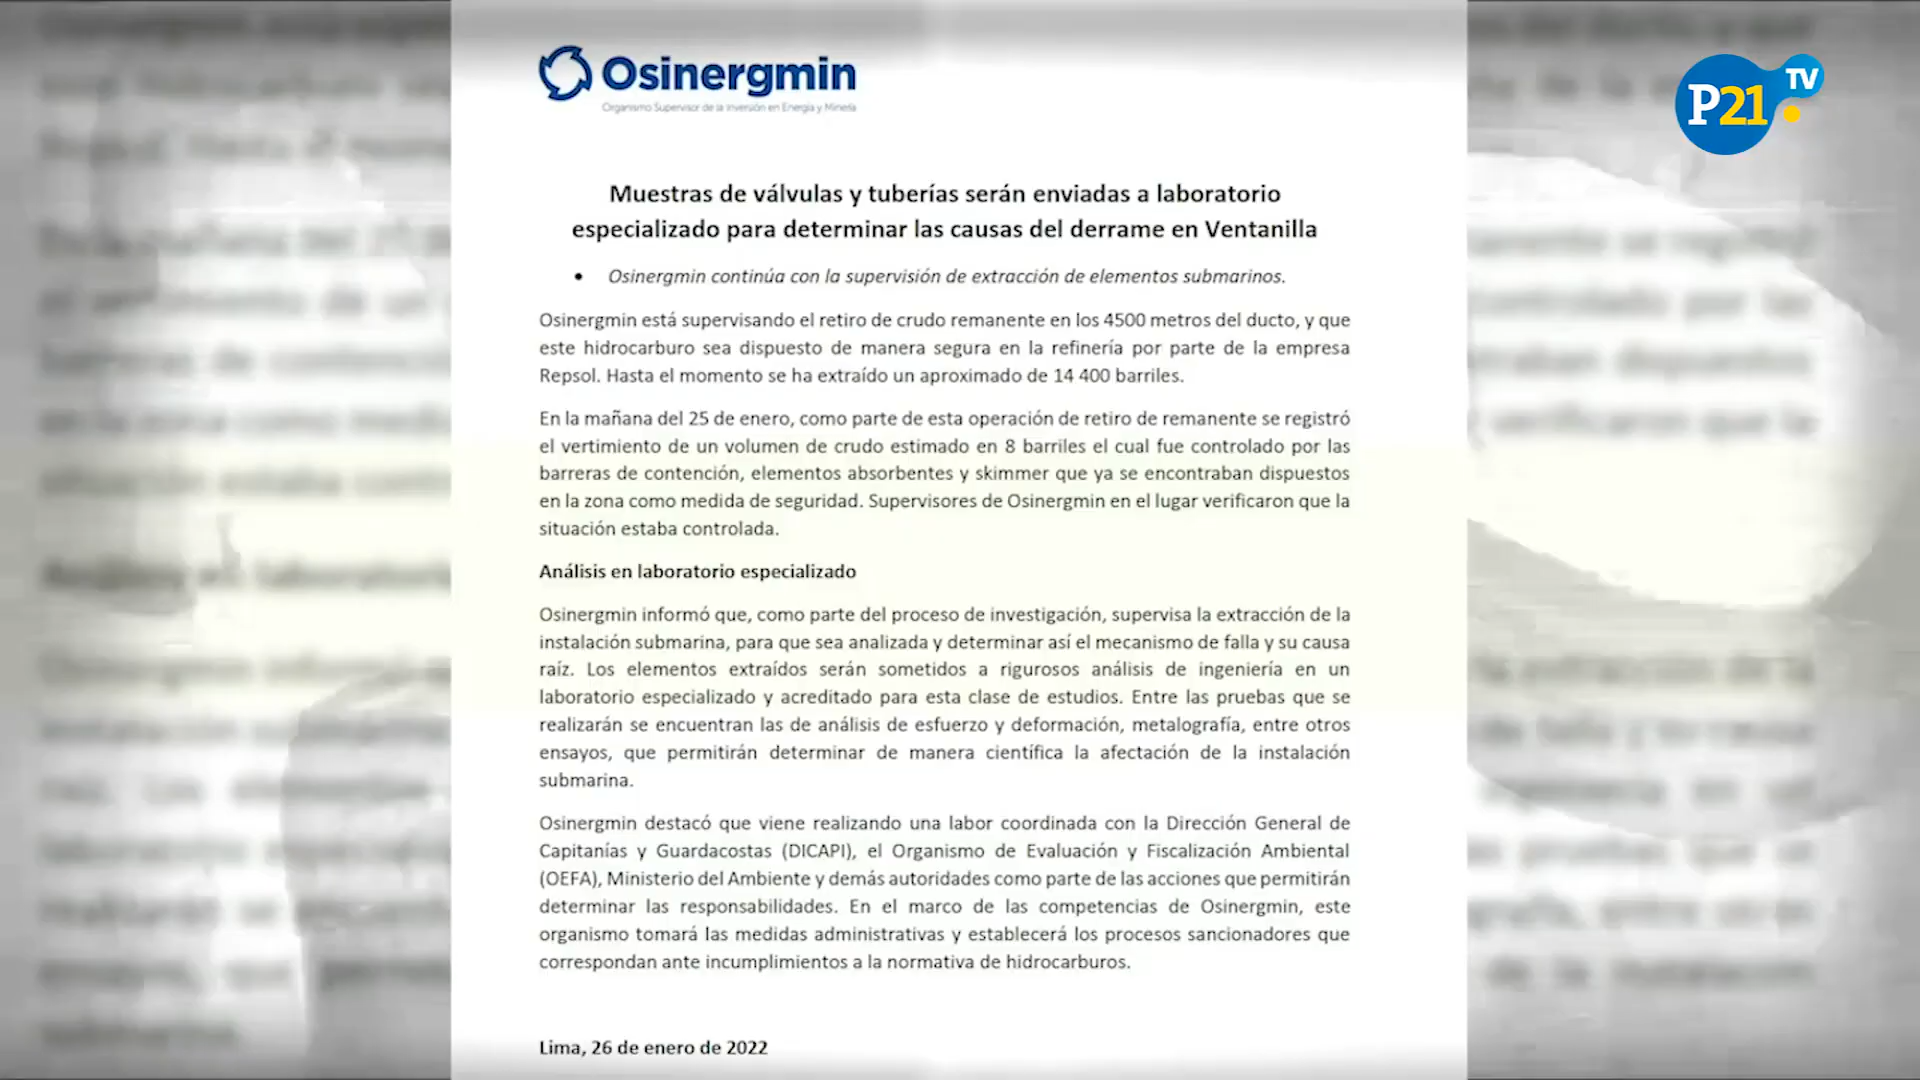 Osinergmin
Organismo Supervisor de la Inversión en Energía y Minería
P21 TV
Muestras de válvulas y tuberías serán enviadas a laboratorio
especializado para determinar las causas del derrame en Ventanilla
• Osinergmin continúa con la supervisión de extracción de elementos submarinos.
Osinergmin está supervisando el retiro de crudo remanente en los 4500 metros del ducto, y que
este hidrocarburo sea dispuesto de manera segura en la refinería por parte de la empresa
Repsol. Hasta el momento se ha extraído un aproximado de 14 400 barriles.
En la mañana del 25 de enero, como parte de esta operación de retiro de remanente se registró
el vertimiento de un volumen de crudo estimado en 8 barriles el cual fue controlado por las
barreras de contención, elementos absorbentes y skimmer que ya se encontraban dispuestos
en la zona como medida de seguridad. Supervisores de Osinergmin en el lugar verificaron que la
situación estaba controlada.
Análisis en laboratorio especializado
Osinergmin informó que, como parte del proceso de investigación, supervisa la extracción de la
instalación submarina, para que sea analizada y determinar así el mecanismo de falla y su causa
raíz. Los elementos extraídos serán sometidos a rigurosos análisis de ingeniería en un
laboratorio especializado y acreditado para esta clase de estudios. Entre las pruebas que se
realizarán se encuentran las de análisis de esfuerzo y deformación, metalografía, entre otros
ensayos, que permitirán determinar de manera científica la afectación de la instalación
submarina.
Osinergmin destacó que viene realizando una labor coordinada con la Dirección General de
Capitanías y Guardacostas (DICAPI), el Organismo de Evaluación y Fiscalización Ambiental
(OEFA), Ministerio del Ambiente y demás autoridades como parte de las acciones que permitirán
determinar las responsabilidades. En el marco de las competencias de Osinergmin, este
organismo tomará las medidas administrativas y establecerá los procesos sancionadores que
correspondan ante incumplimientos a la normativa de hidrocarburos.
Lima, 26 de enero de 2022